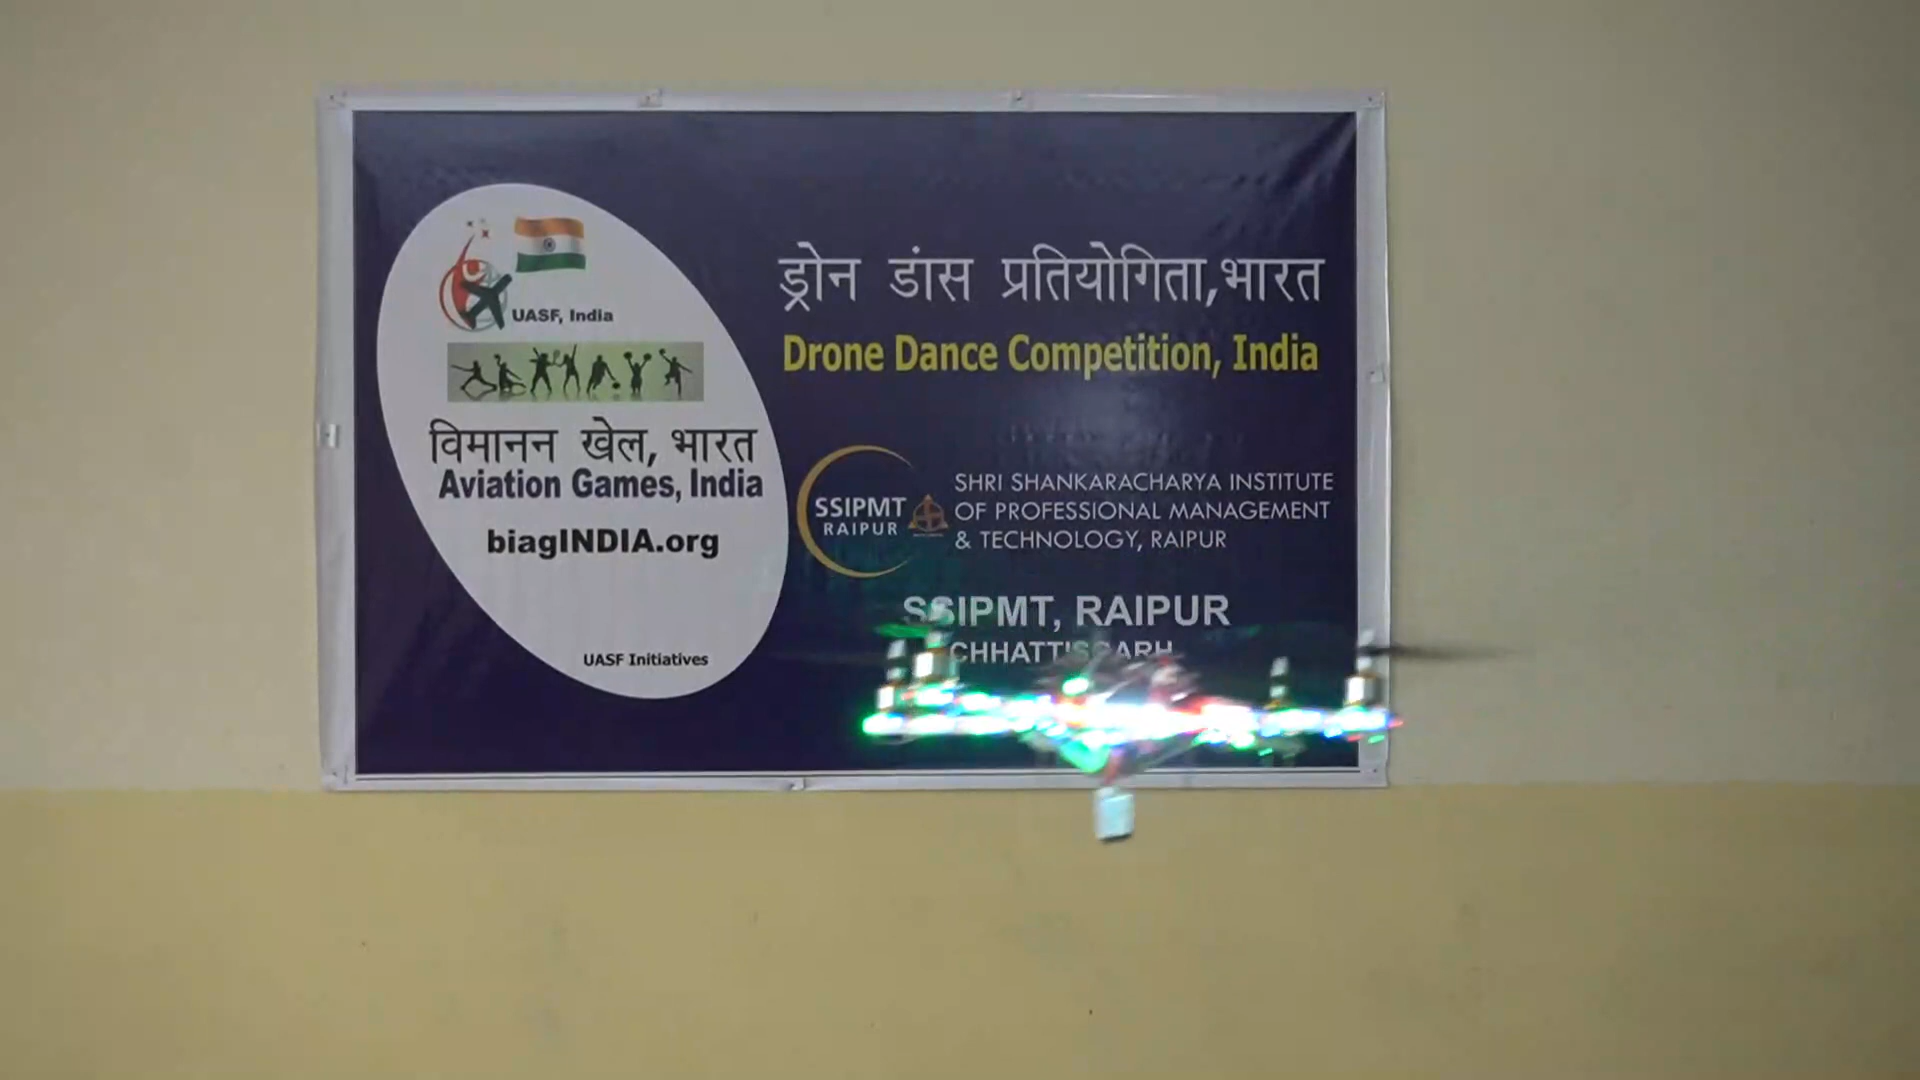 UASF, India
विमानन खेल, भारत
Aviation Games, India
biagINDIA.org
UASF Initiatives
ड्रोन डांस प्रतियोगिता,भारत
Drone Dance Competition, India
SSIPMT
RAIPUR
SHRI SHANKARACHARYA INSTITUTE
OF PROFESSIONAL MANAGEMENT
& TECHNOLOGY, RAIPUR
SSIPMT, RAIPUR
CHHATTISGARH